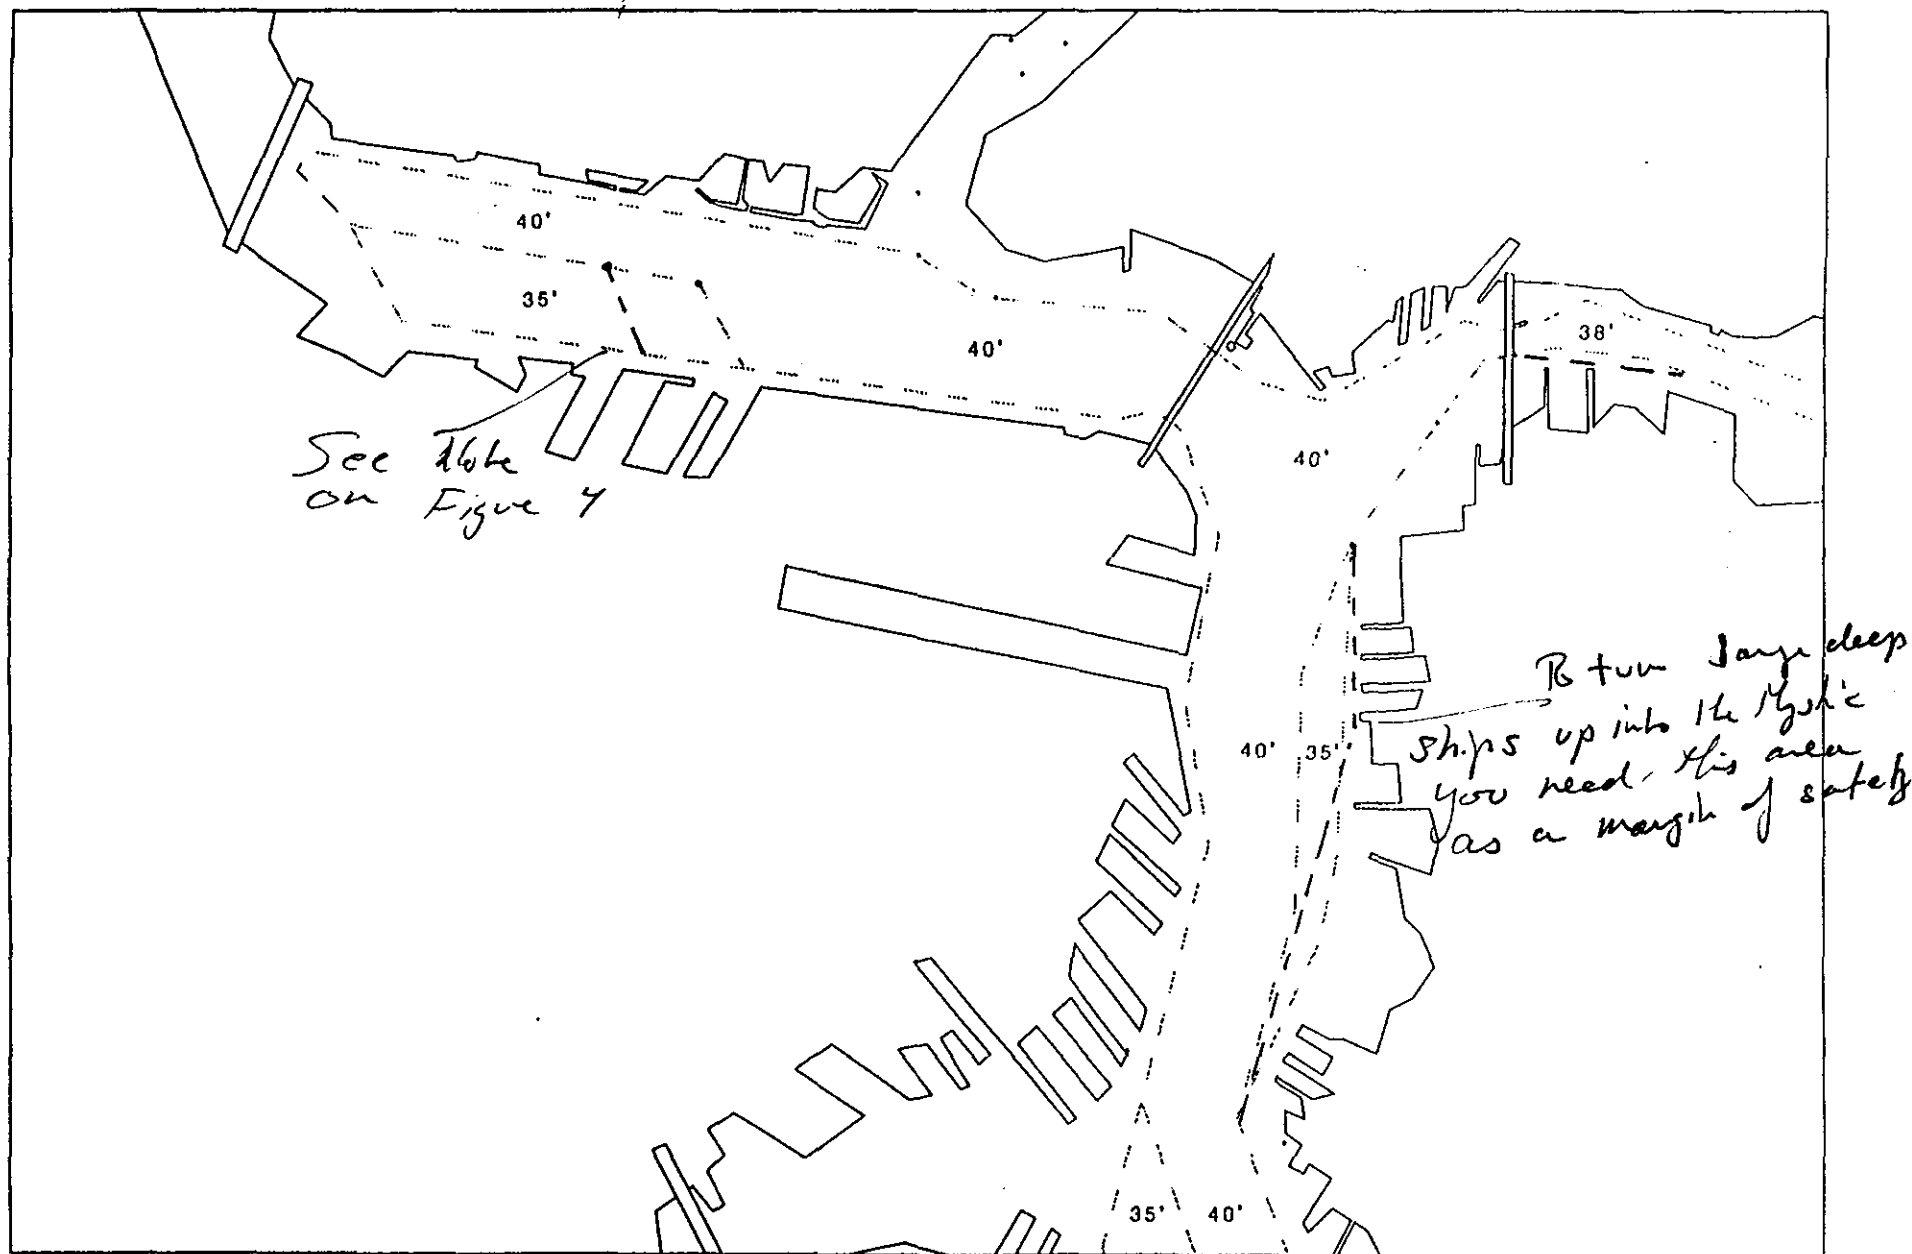 40'
38'
35'
40'
40'
See Note
on Figure 4
To turn large deep
ships up into the Mystic
you need this area
as a margin of safety
40' 35'
35' 40'